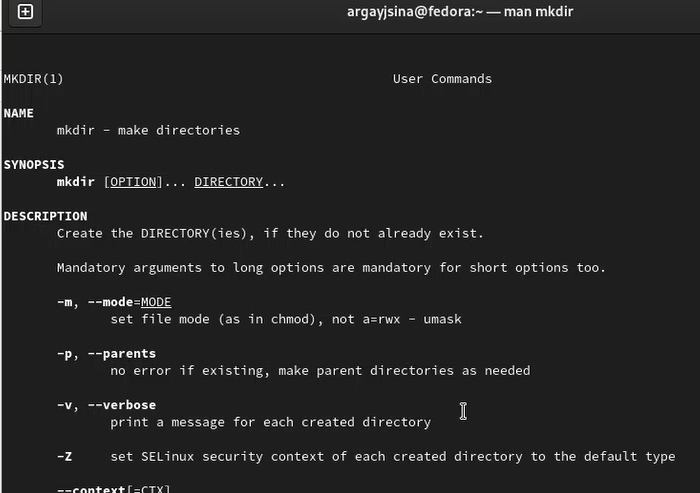 argayjsina@fedora:~ — man mkdir
MKDIR(1) User Commands
NAME
mkdir - make directories
SYNOPSIS
mkdir [OPTION]... DIRECTORY...
DESCRIPTION
Create the DIRECTORY(ies), if they do not already exist.
Mandatory arguments to long options are mandatory for short options too.
-m, --mode=MODE
set file mode (as in chmod), not a=rwx - umask
-p, --parents
no error if existing, make parent directories as needed
-v, --verbose
print a message for each created directory
-Z set SELinux security context of each created directory to the default type
--context[=CTX]